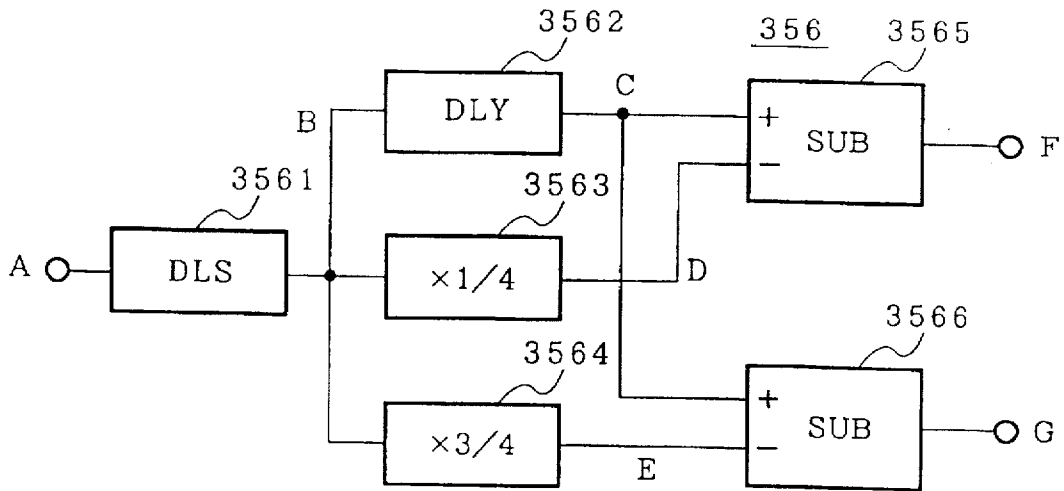 3562
356
3565
B
DLY
C
+
−
SUB
F
3561
3563
A
DLS
×1/4
D
3566
3564
×3/4
E
+
−
SUB
G